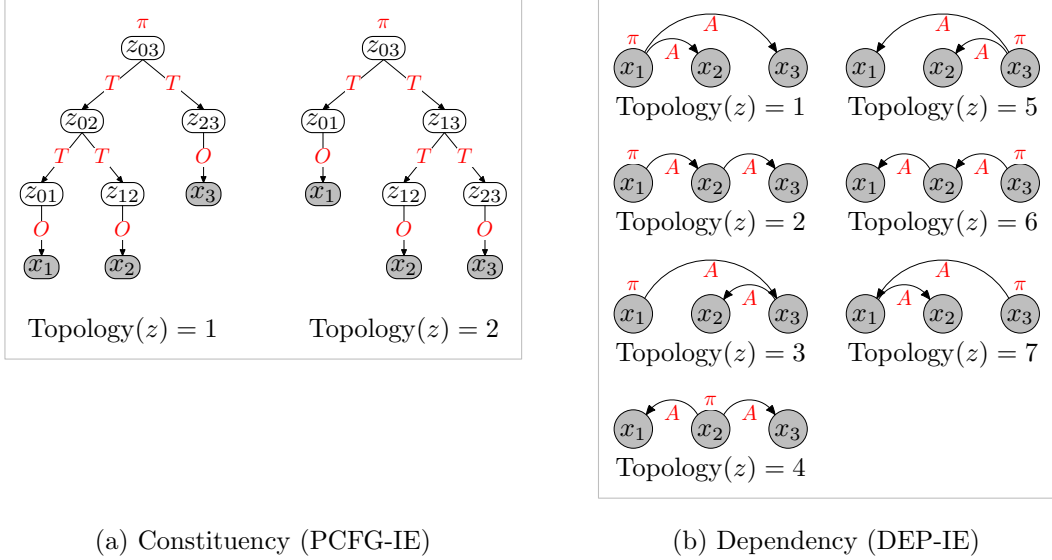 π π
z03 z03
T T T T
z02 z23 z01 z13
T T O O T T
z01 z12 x3 x1 z12 z23
O O O O
x1 x2 x2 x3
Topology(z) = 1 Topology(z) = 2
(a) Constituency (PCFG-IE)
A A
π A A π
x1 x2 x3 x1 x2 x3
Topology(z) = 1 Topology(z) = 5
π A A A A π
x1 x2 x3 x1 x2 x3
Topology(z) = 2 Topology(z) = 6
A A
π A A π
x1 x2 x3 x1 x2 x3
Topology(z) = 3 Topology(z) = 7
A π A
x1 x2 x3
Topology(z) = 4
(b) Dependency (DEP-IE)